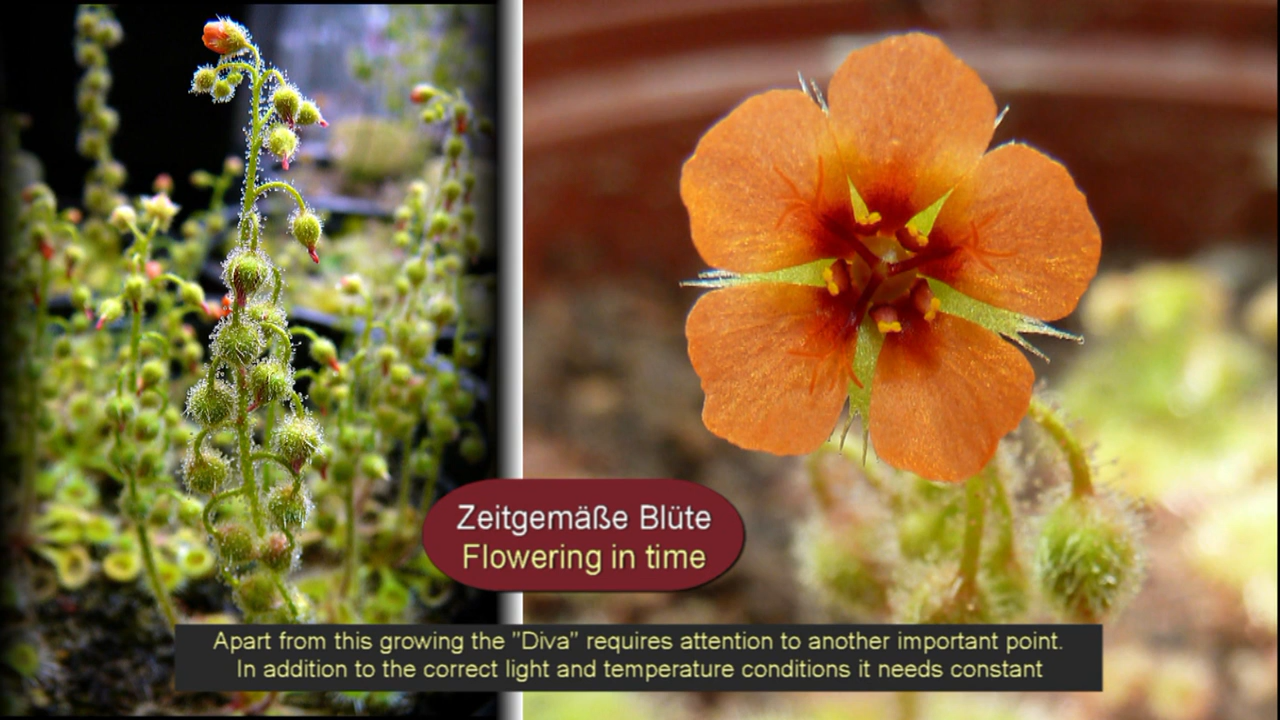 Zeitgemäße Blüte
Flowering in time
Apart from this growing the "Diva" requires attention to another important point.
In addition to the correct light and temperature conditions it needs constant